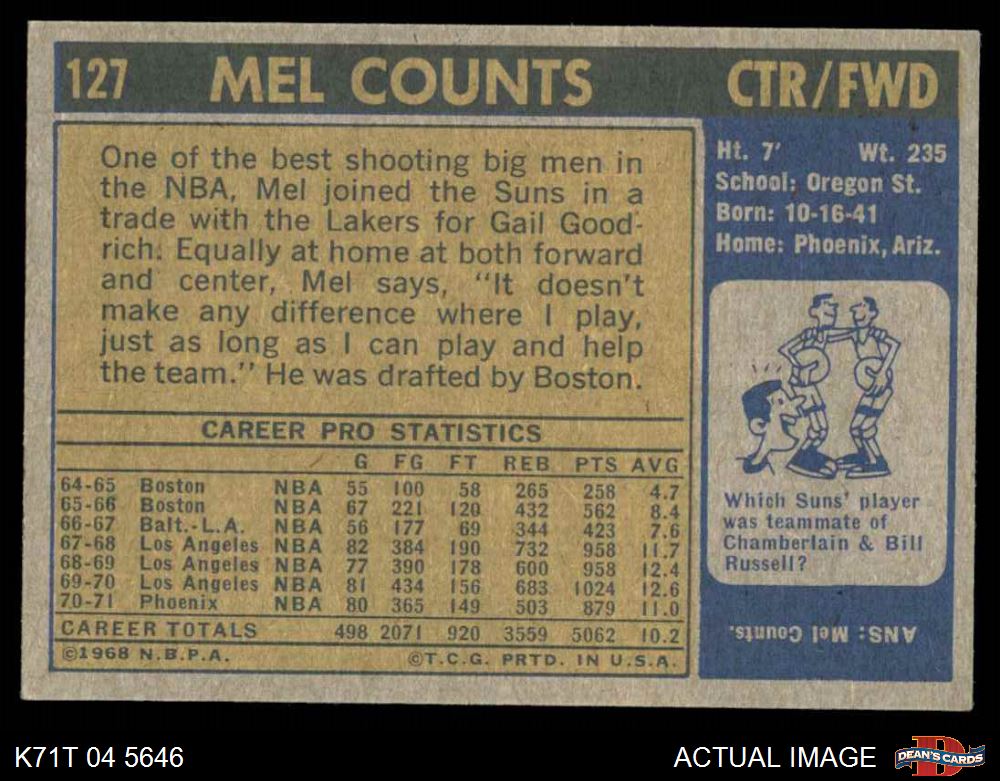 127 MEL COUNTS CTR/FWD
One of the best shooting big men in
the NBA, Mel joined the Suns in a
trade with the Lakers for Gail Good-
rich. Equally at home at both forward
and center, Mel says, "It doesn't
make any difference where I play,
just as long as I can play and help
the team." He was drafted by Boston.
CAREER PRO STATISTICS
G FG FT REB PTS AVG
64-65 Boston NBA 55 100 58 265 258 4.7
65-66 Boston NBA 67 221 120 432 562 8.4
66-67 Balt.-L.A. NBA 56 177 69 344 423 7.6
67-68 Los Angeles NBA 82 384 190 732 958 11.7
68-69 Los Angeles NBA 77 390 178 600 958 12.4
69-70 Los Angeles NBA 81 434 156 683 1024 12.6
70-71 Phoenix NBA 80 365 149 503 879 11.0
CAREER TOTALS 498 2071 920 3559 5062 10.2
©1968 N.B.P.A. ©T.C.G. PRTD. IN U.S.A.
Ht. 7' Wt. 235
School; Oregon St.
Born: 10-16-41
Home: Phoenix, Ariz.
Which Suns' player
was teammate of
Chamberlain & Bill
Russell?
ANS: Mel Counts.
K71T 04 5646 ACTUAL IMAGE
D
DEAN'S CARDS